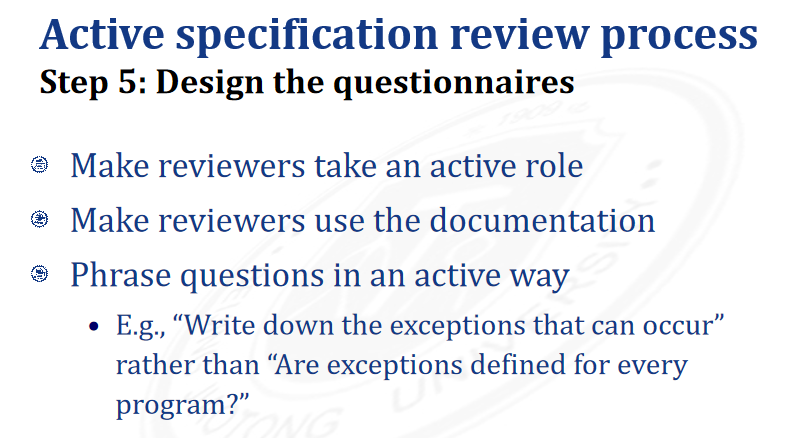 Active specification review process
Step 5: Design the questionnaires
Make reviewers take an active role
Make reviewers use the documentation
Phrase questions in an active way
• E.g., “Write down the exceptions that can occur”
rather than “Are exceptions defined for every
program?”